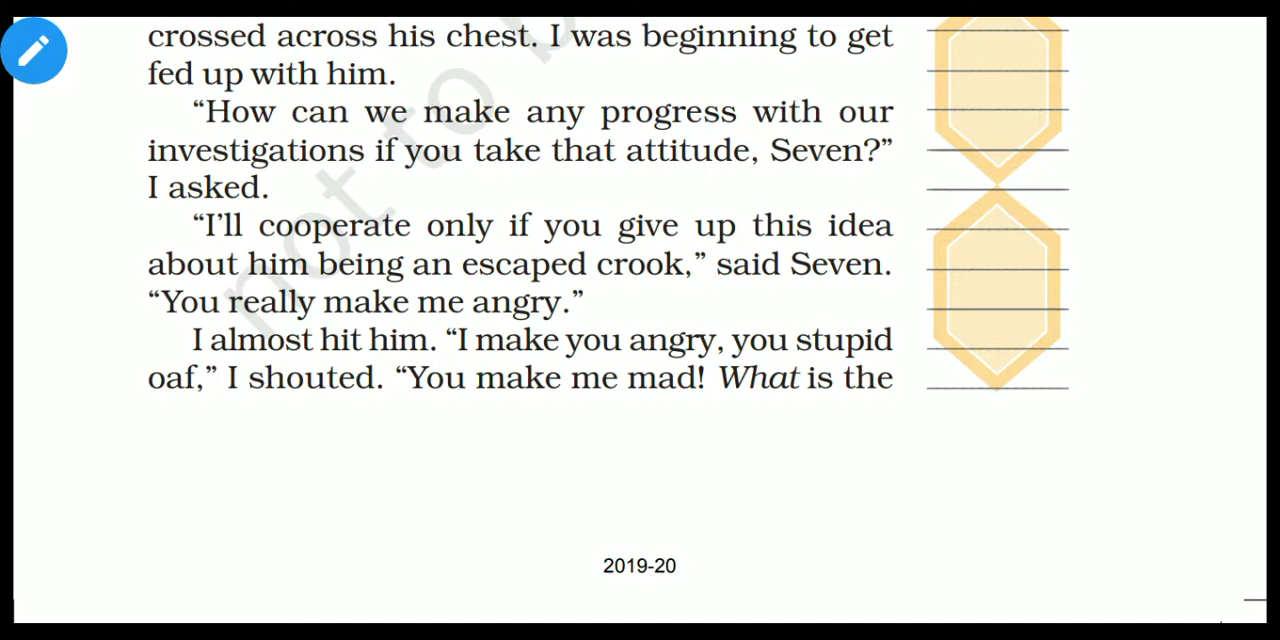 crossed across his chest. I was beginning to get
fed up with him.
“How can we make any progress with our
investigations if you take that attitude, Seven?”
I asked.
“I’ll cooperate only if you give up this idea
about him being an escaped crook,” said Seven.
“You really make me angry.”
I almost hit him. “I make you angry, you stupid
oaf,” I shouted. “You make me mad! What is the
not to b
2019-20